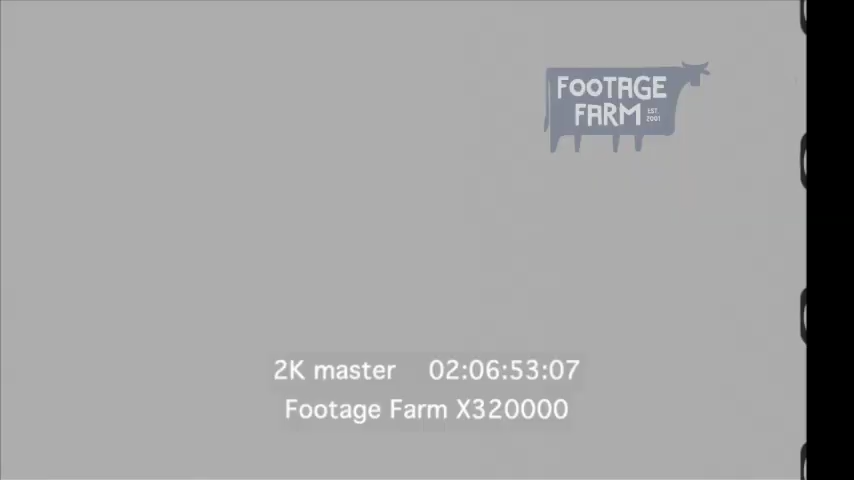 FOOTAGE
FARM
EST.
2001
2K master 02:06:53:07
Footage Farm X320000